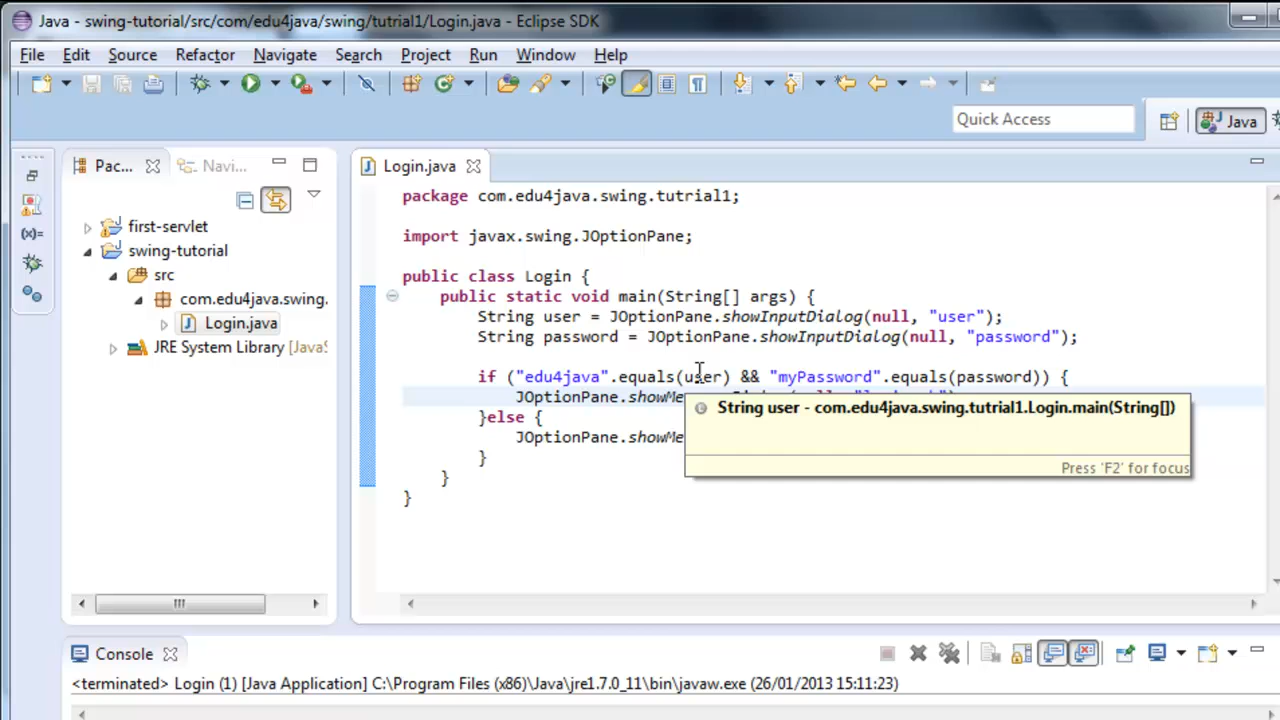 Java - swing-tutorial/src/com/edu4java/swing/tutrial1/Login.java - Eclipse SDK
File Edit Source Refactor Navigate Search Project Run Window Help
Quick Access
Java
Pac...
Navi...
Login.java
first-servlet
swing-tutorial
src
com.edu4java.swing.
Login.java
JRE System Library [JavaS
package com.edu4java.swing.tutrial1;
import javax.swing.JOptionPane;
public class Login {
public static void main(String[] args) {
String user = JOptionPane.showInputDialog(null, "user");
String password = JOptionPane.showInputDialog(null, "password");
if ("edu4java".equals(user) && "myPassword".equals(password)) {
JOptionPane.showMe
}else {
JOptionPane.showMe
}
}
}
String user - com.edu4java.swing.tutrial1.Login.main(String[])
Press 'F2' for focus
Console
<terminated> Login (1) [Java Application] C:\Program Files (x86)\Java\jre1.7.0_11\bin\javaw.exe (26/01/2013 15:11:23)